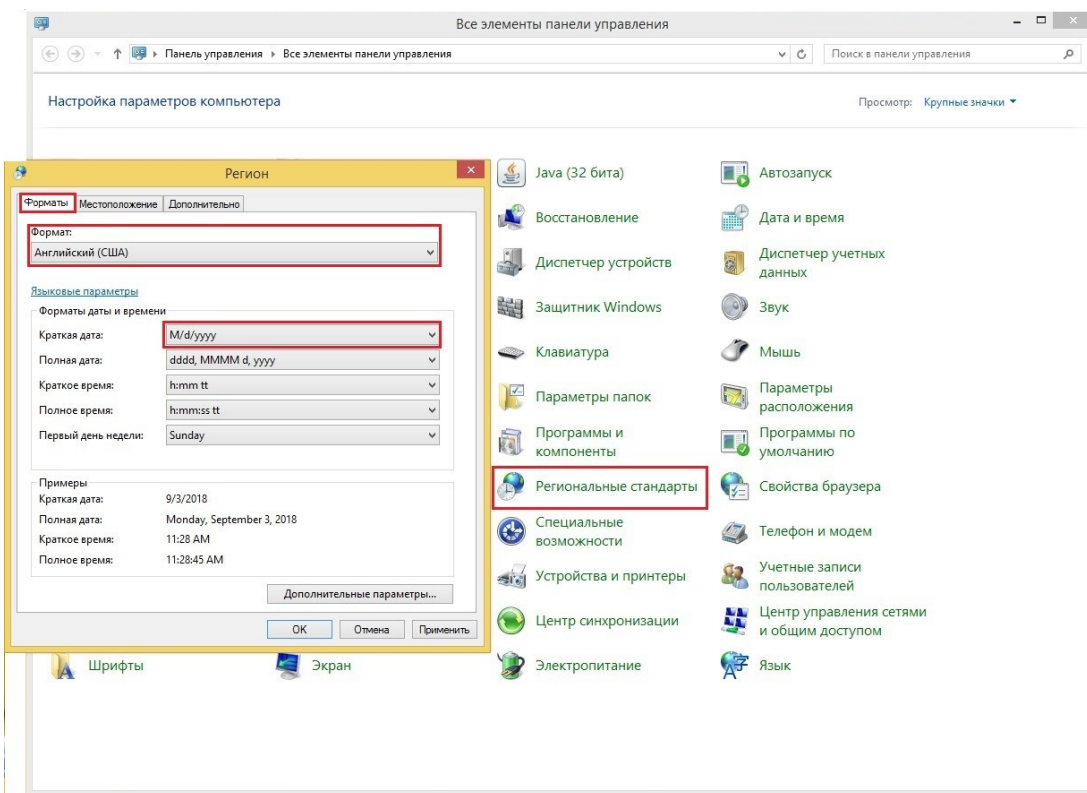 Все элементы панели управления
Панель управления ▸ Все элементы панели управления
Поиск в панели управления
Настройка параметров компьютера
Просмотр: Крупные значки
Регион
Форматы Местоположение Дополнительно
Формат:
Английский (США)
Языковые параметры
Форматы даты и времени
Краткая дата: M/d/yyyy
Полная дата: dddd, MMMM d, yyyy
Краткое время: h:mm tt
Полное время: h:mm:ss tt
Первый день недели: Sunday
Примеры
Краткая дата: 9/3/2018
Полная дата: Monday, September 3, 2018
Краткое время: 11:28 AM
Полное время: 11:28:45 AM
Дополнительные параметры...
OK Отмена Применить
Java (32 бита)
Автозапуск
Восстановление
Дата и время
Диспетчер устройств
Диспетчер учетных
данных
Защитник Windows
Звук
Клавиатура
Мышь
Параметры папок
Параметры
расположения
Программы и
компоненты
Программы по
умолчанию
Региональные стандарты
Свойства браузера
Специальные
возможности
Телефон и модем
Устройства и принтеры
Учетные записи
пользователей
Центр синхронизации
Центр управления сетями
и общим доступом
Шрифты
Экран
Электропитание
Язык